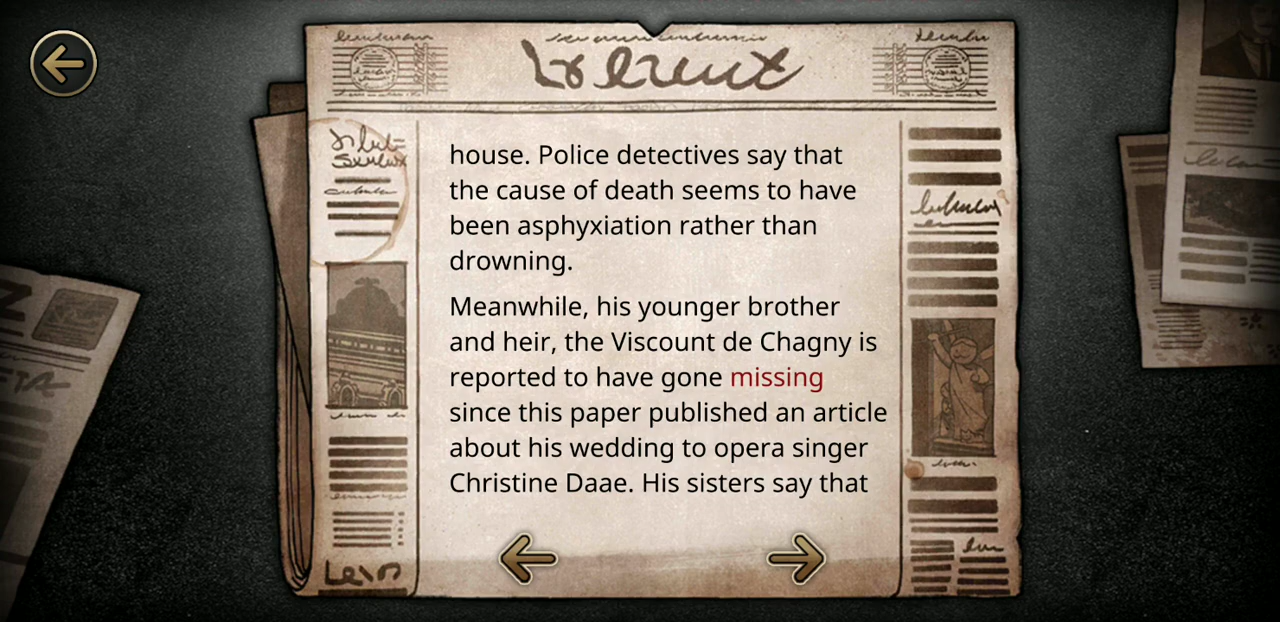 house. Police detectives say that
the cause of death seems to have
been asphyxiation rather than
drowning.
Meanwhile, his younger brother
and heir, the Viscount de Chagny is
reported to have gone missing
since this paper published an article
about his wedding to opera singer
Christine Daae. His sisters say that